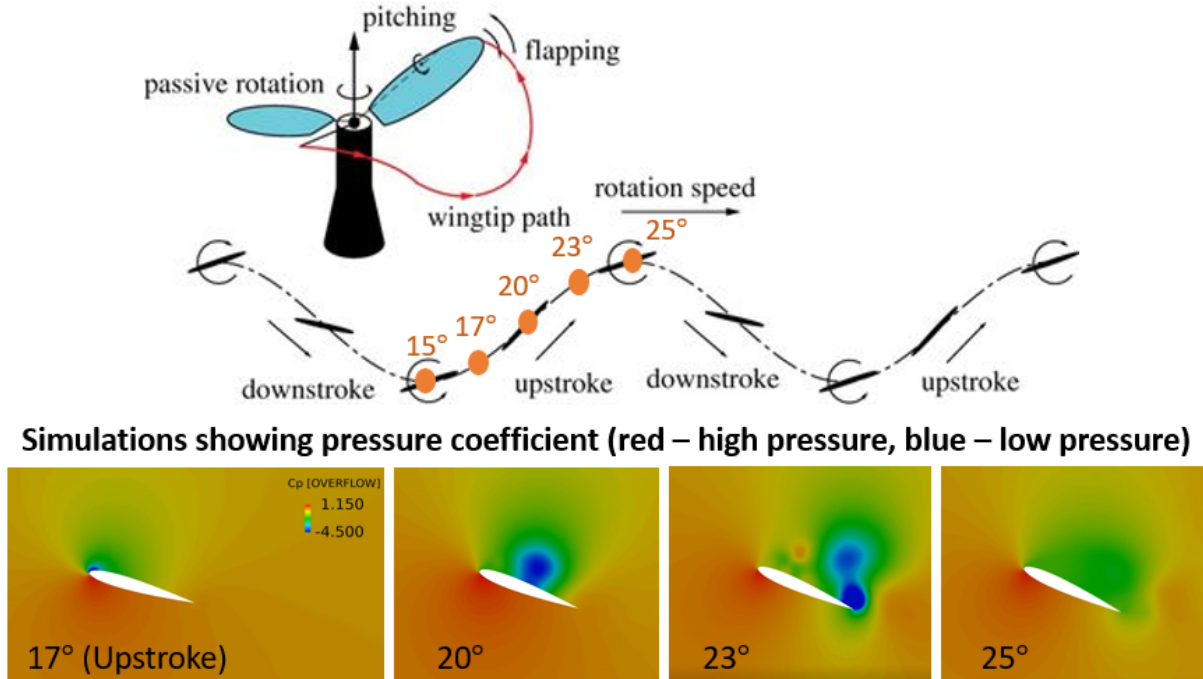 pitching
flapping
passive rotation
rotation speed
wingtip path
25°
23°
20°
17°
15°
downstroke
upstroke
downstroke
upstroke
Simulations showing pressure coefficient (red – high pressure, blue – low pressure)
Cp [OVERFLOW]
1.150
-4.500
17° (Upstroke)
20°
23°
25°